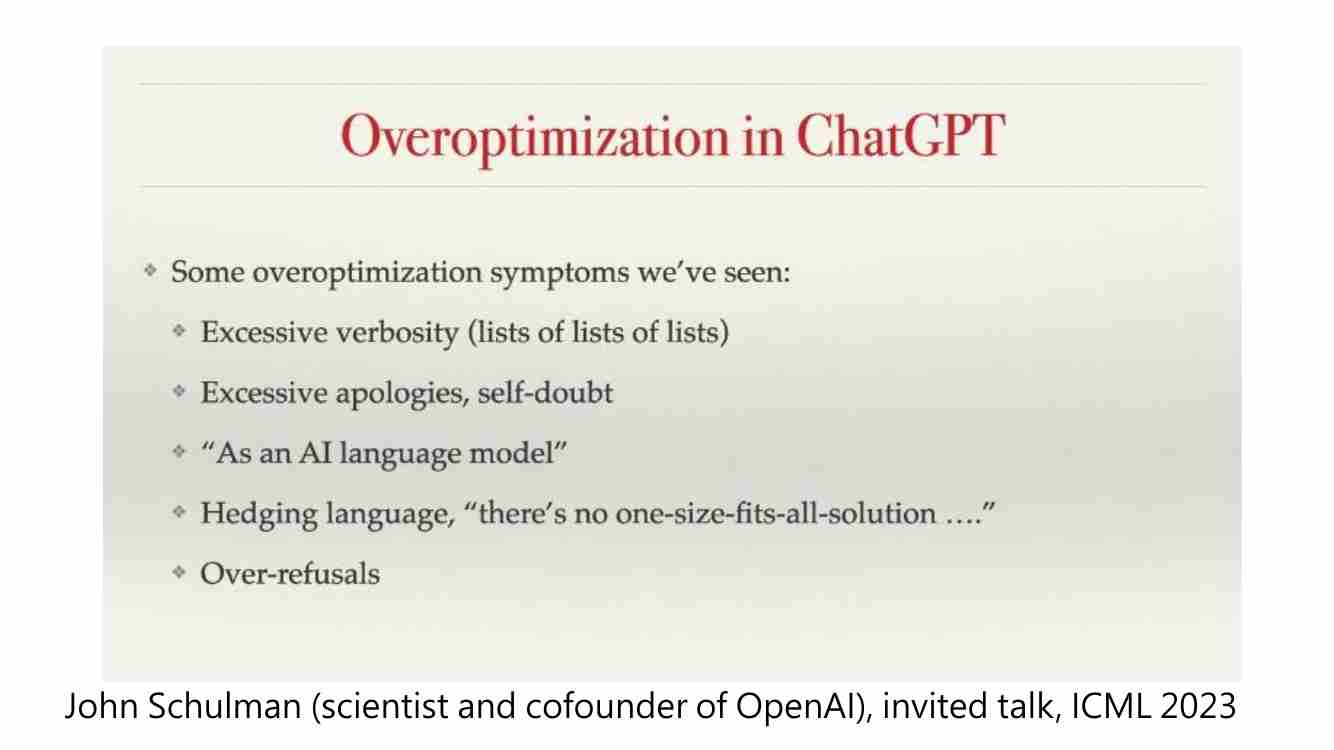 Overoptimization in ChatGPT
Some overoptimization symptoms we've seen:
Excessive verbosity (lists of lists of lists)
Excessive apologies, self-doubt
“As an AI language model”
Hedging language, “there's no one-size-fits-all-solution ….”
Over-refusals
John Schulman (scientist and cofounder of OpenAI), invited talk, ICML 2023